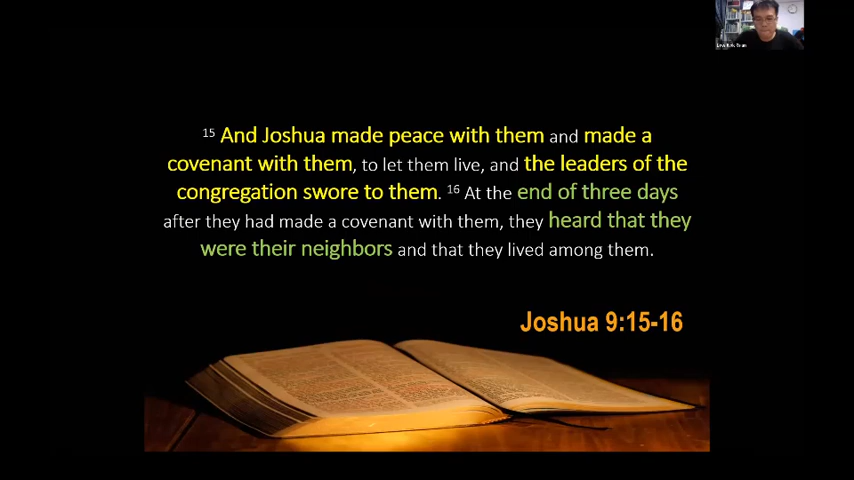 ¹⁵ And Joshua made peace with them and made a
covenant with them, to let them live, and the leaders of the
congregation swore to them. ¹⁶ At the end of three days
after they had made a covenant with them, they heard that they
were their neighbors and that they lived among them.
Joshua 9:15-16